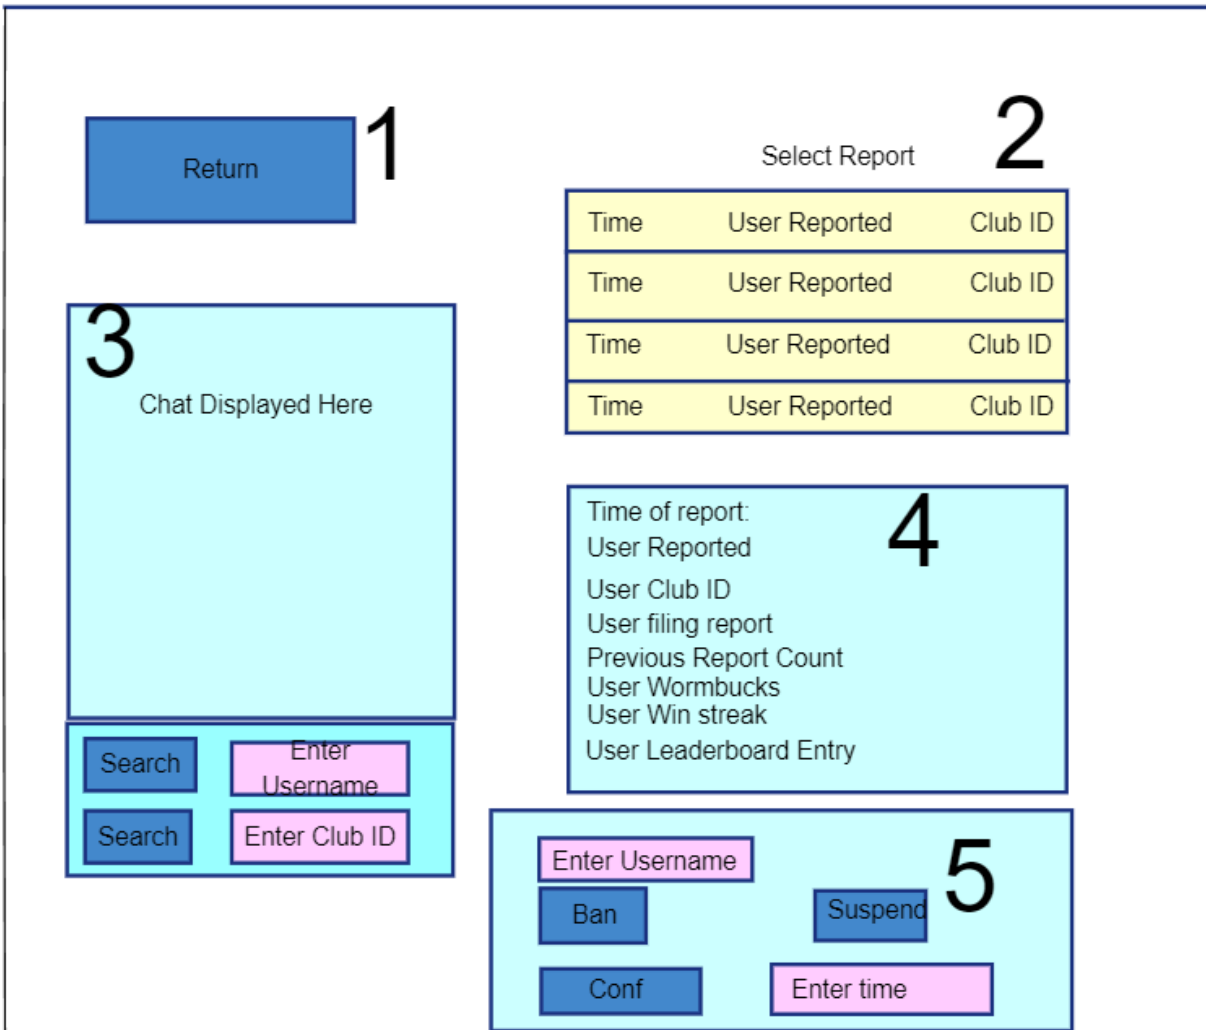 1
Return
2
Select Report
Time User Reported Club ID
Time User Reported Club ID
Time User Reported Club ID
Time User Reported Club ID
3
Chat Displayed Here
Search
Enter
Username
Search
Enter Club ID
4
Time of report:
User Reported
User Club ID
User filing report
Previous Report Count
User Wormbucks
User Win streak
User Leaderboard Entry
5
Enter Username
Ban
Suspend
Conf
Enter time